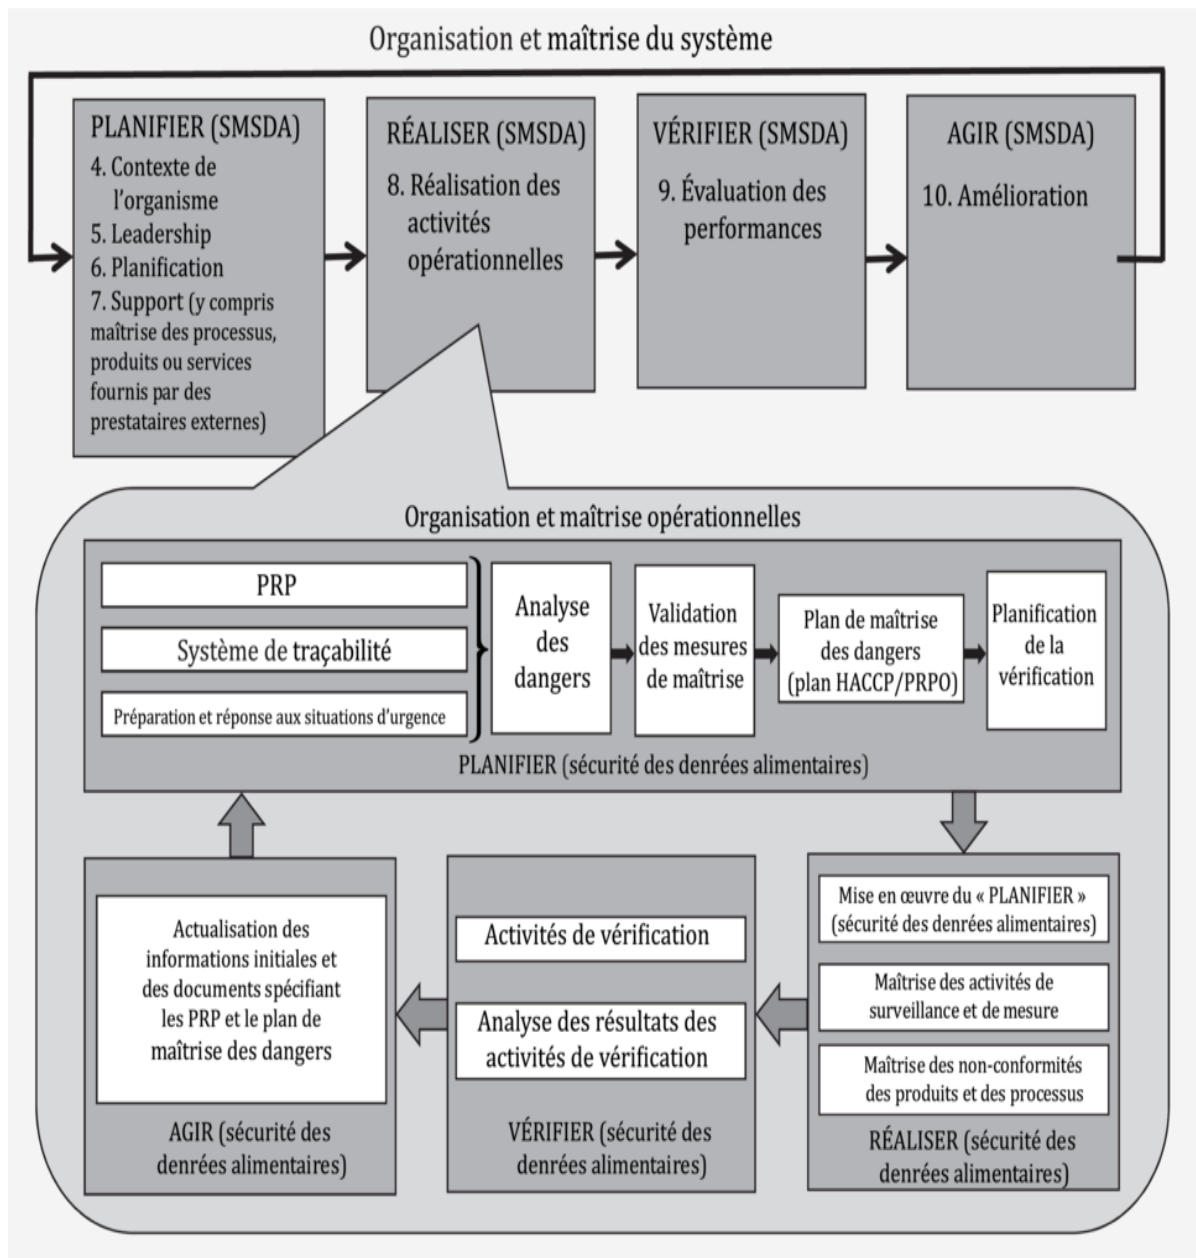 Organisation et maîtrise du système
PLANIFIER (SMSDA)
4. Contexte de
l'organisme
5. Leadership
6. Planification
7. Support (y compris
maîtrise des processus,
produits ou services
fournis par des
prestataires externes)
RÉALISER (SMSDA)
8. Réalisation des
activités
opérationnelles
VÉRIFIER (SMSDA)
9. Évaluation des
performances
AGIR (SMSDA)
10. Amélioration
Organisation et maîtrise opérationnelles
PRP
Système de traçabilité
Préparation et réponse aux situations d'urgence
Analyse
des
dangers
Validation
des mesures
de maîtrise
Plan de maîtrise
des dangers
(plan HACCP/PRPO)
Planification
de la
vérification
PLANIFIER (sécurité des denrées alimentaires)
Mise en œuvre du « PLANIFIER »
(sécurité des denrées alimentaires)
Maîtrise des activités de
surveillance et de mesure
Maîtrise des non-conformités
des produits et des processus
RÉALISER (sécurité des
denrées alimentaires)
Activités de vérification
Analyse des résultats des
activités de vérification
VÉRIFIER (sécurité des
denrées alimentaires)
Actualisation des
informations initiales et
des documents spécifiant
les PRP et le plan de
maîtrise des dangers
AGIR (sécurité des
denrées alimentaires)